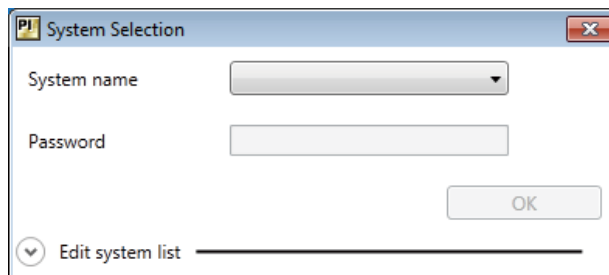 PI System Selection
System name
Password
OK
Edit system list